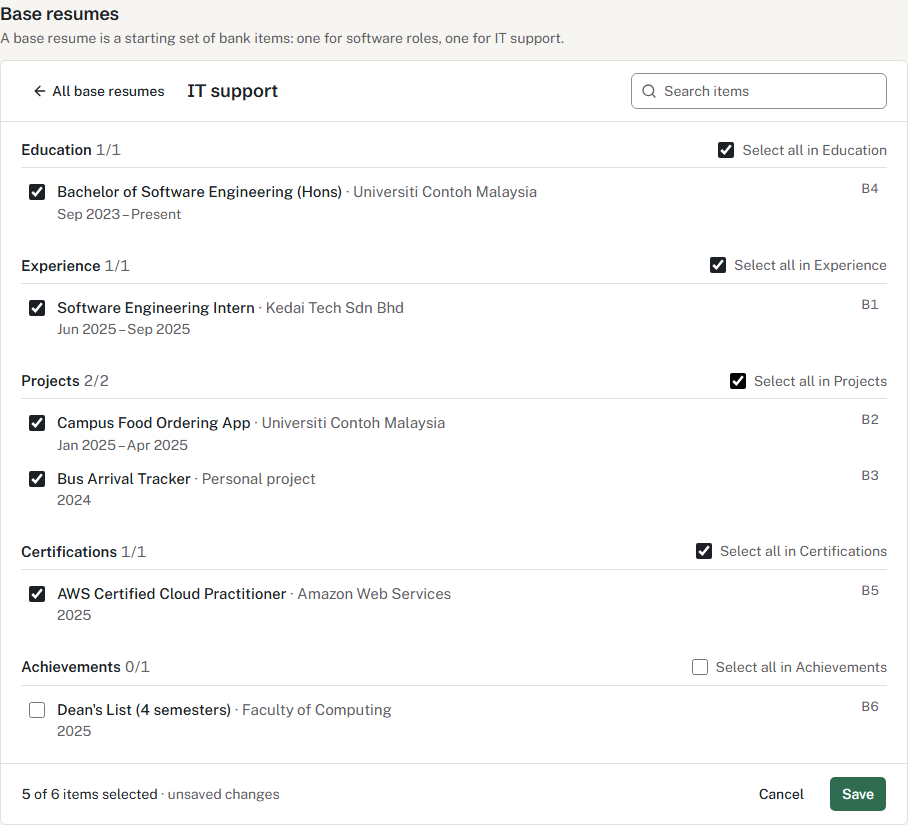 Base resumes
A base resume is a starting set of bank items: one for software roles, one for IT support.
← All base resumes IT support Search items
Education 1/1 Select all in Education
Bachelor of Software Engineering (Hons) · Universiti Contoh Malaysia B4
Sep 2023 – Present
Experience 1/1 Select all in Experience
Software Engineering Intern · Kedai Tech Sdn Bhd B1
Jun 2025 – Sep 2025
Projects 2/2 Select all in Projects
Campus Food Ordering App · Universiti Contoh Malaysia B2
Jan 2025 – Apr 2025
Bus Arrival Tracker · Personal project B3
2024
Certifications 1/1 Select all in Certifications
AWS Certified Cloud Practitioner · Amazon Web Services B5
2025
Achievements 0/1 Select all in Achievements
Dean's List (4 semesters) · Faculty of Computing B6
2025
5 of 6 items selected · unsaved changes Cancel Save